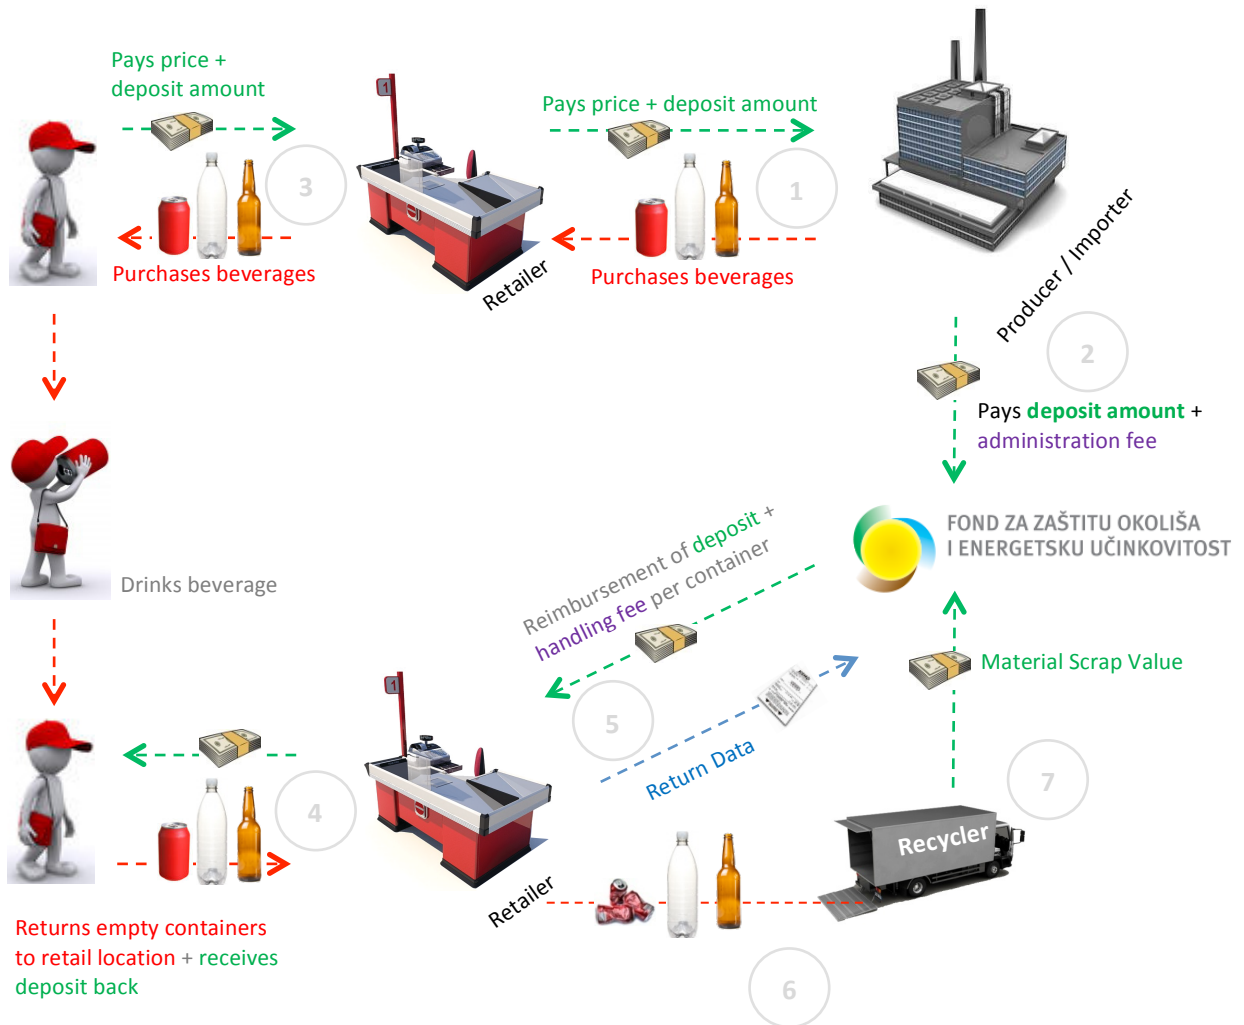 Pays price +
deposit amount
1
Pays price + deposit amount
3
1
Purchases beverages
Retailer
Purchases beverages
Producer / Importer
2
Pays deposit amount +
administration fee
FOND ZA ZAŠTITU OKOLIŠA
I ENERGETSKU UČINKOVITOST
Drinks beverage
Reimbursement of deposit +
handling fee per container
Material Scrap Value
1
5
Return Data
4
7
Recycler
Retailer
Returns empty containers
to retail location + receives
deposit back
6